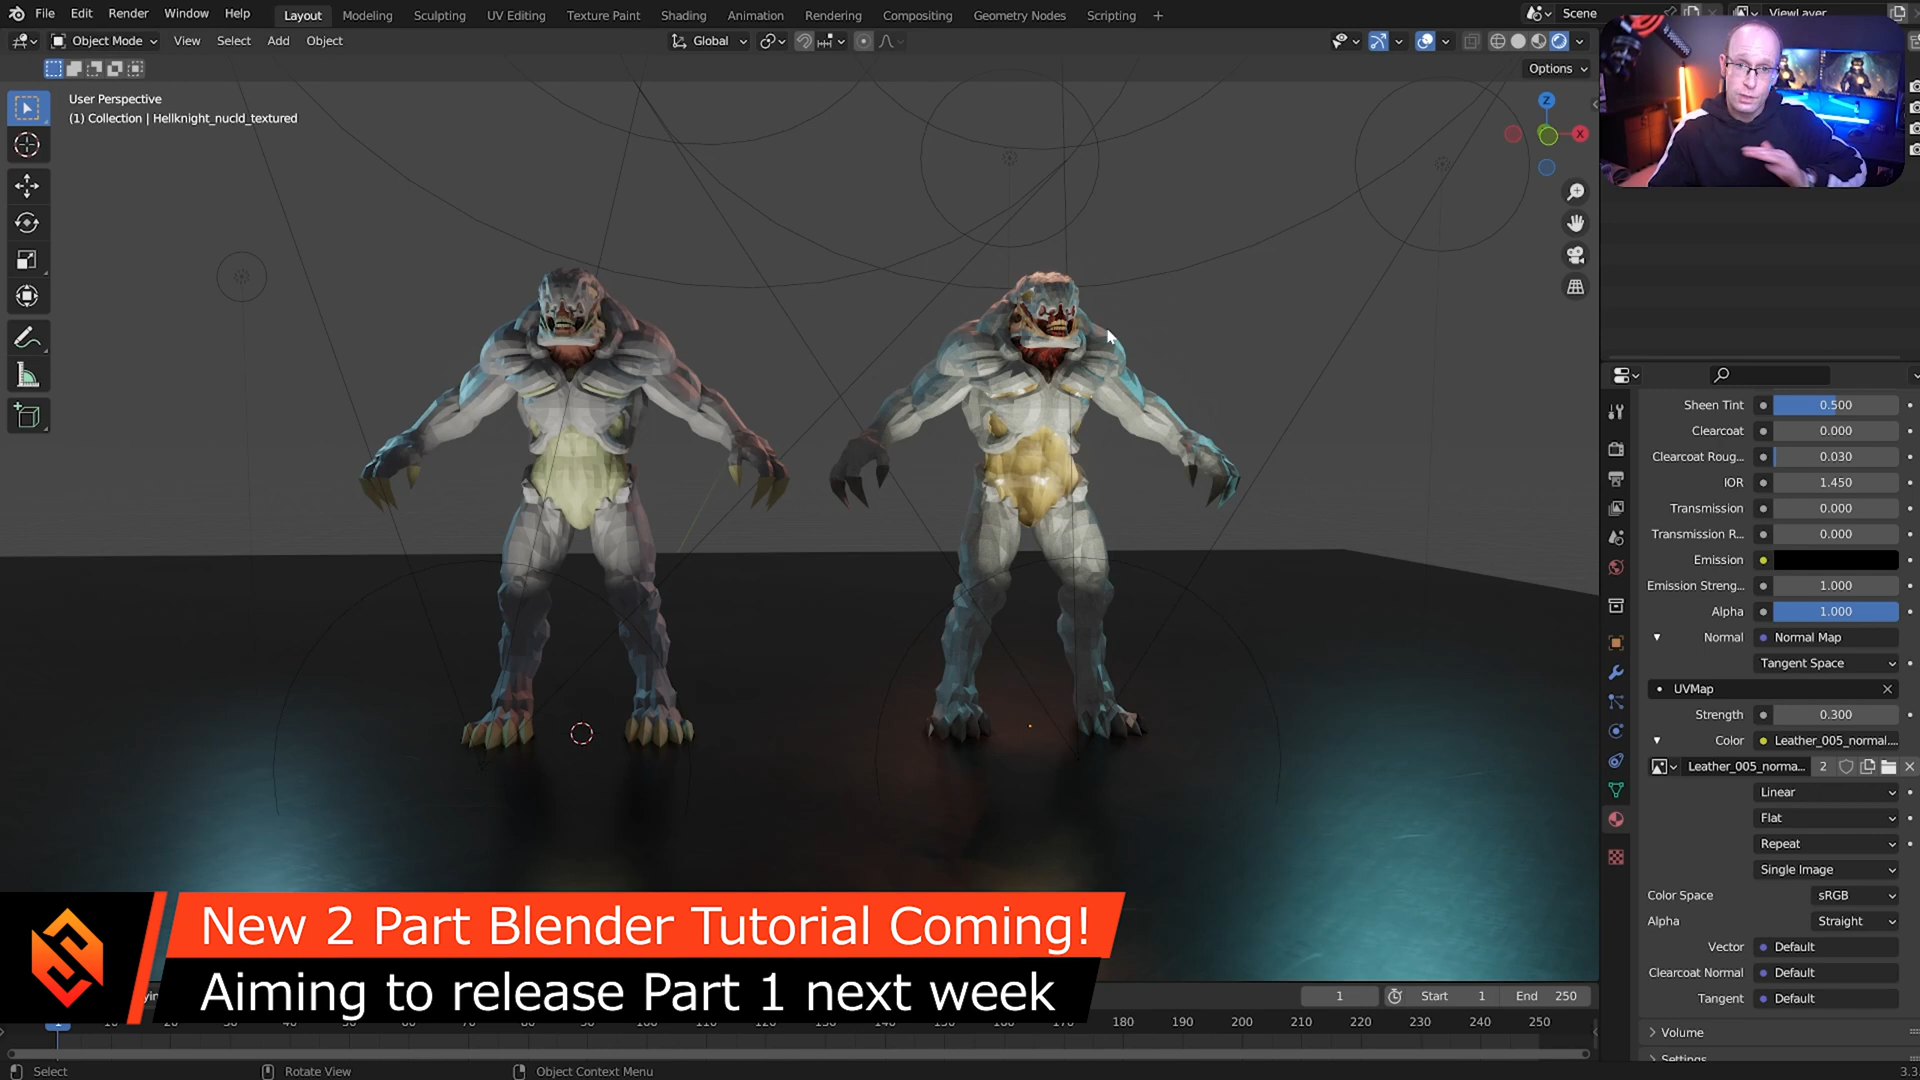 File Edit Render Window Help Layout Modeling Sculpting UV Editing Texture Paint Shading Animation Rendering Compositing Geometry Nodes Scripting + Scene ViewLayer
Object Mode View Select Add Object Global
Options
User Perspective
(1) Collection | Hellknight_nucld_textured
Z
X
Sheen Tint 0.500
Clearcoat 0.000
Clearcoat Roug... 0.030
IOR 1.450
Transmission 0.000
Transmission R... 0.000
Emission
Emission Streng... 1.000
Alpha 1.000
Normal Normal Map
Tangent Space
UVMap
Strength 0.300
Color Leather_005_normal....
Leather_005_norma... 2
Linear
Flat
Repeat
Single Image
Color Space sRGB
Alpha Straight
Vector Default
Clearcoat Normal Default
Tangent Default
Volume
Settings
New 2 Part Blender Tutorial Coming!
Aiming to release Part 1 next week
1 Start 1 End 250
180 190 200 210 220 230 240 250
Select Rotate View Object Context Menu 3.3.